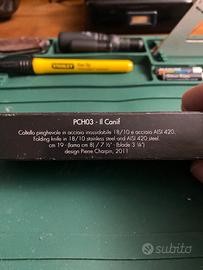 STANLEY
PCH03 - Il Canif
Coltello pieghevole in acciaio inossidabile 18/10 e acciaio AISI 420.
Folding knife in 18/10 stainless steel and AISI 420 steel.
cm 19 - (lama cm 8) / 7 ½" - (blade 3 ⅛")
design Pierre Charpin, 2011
subito